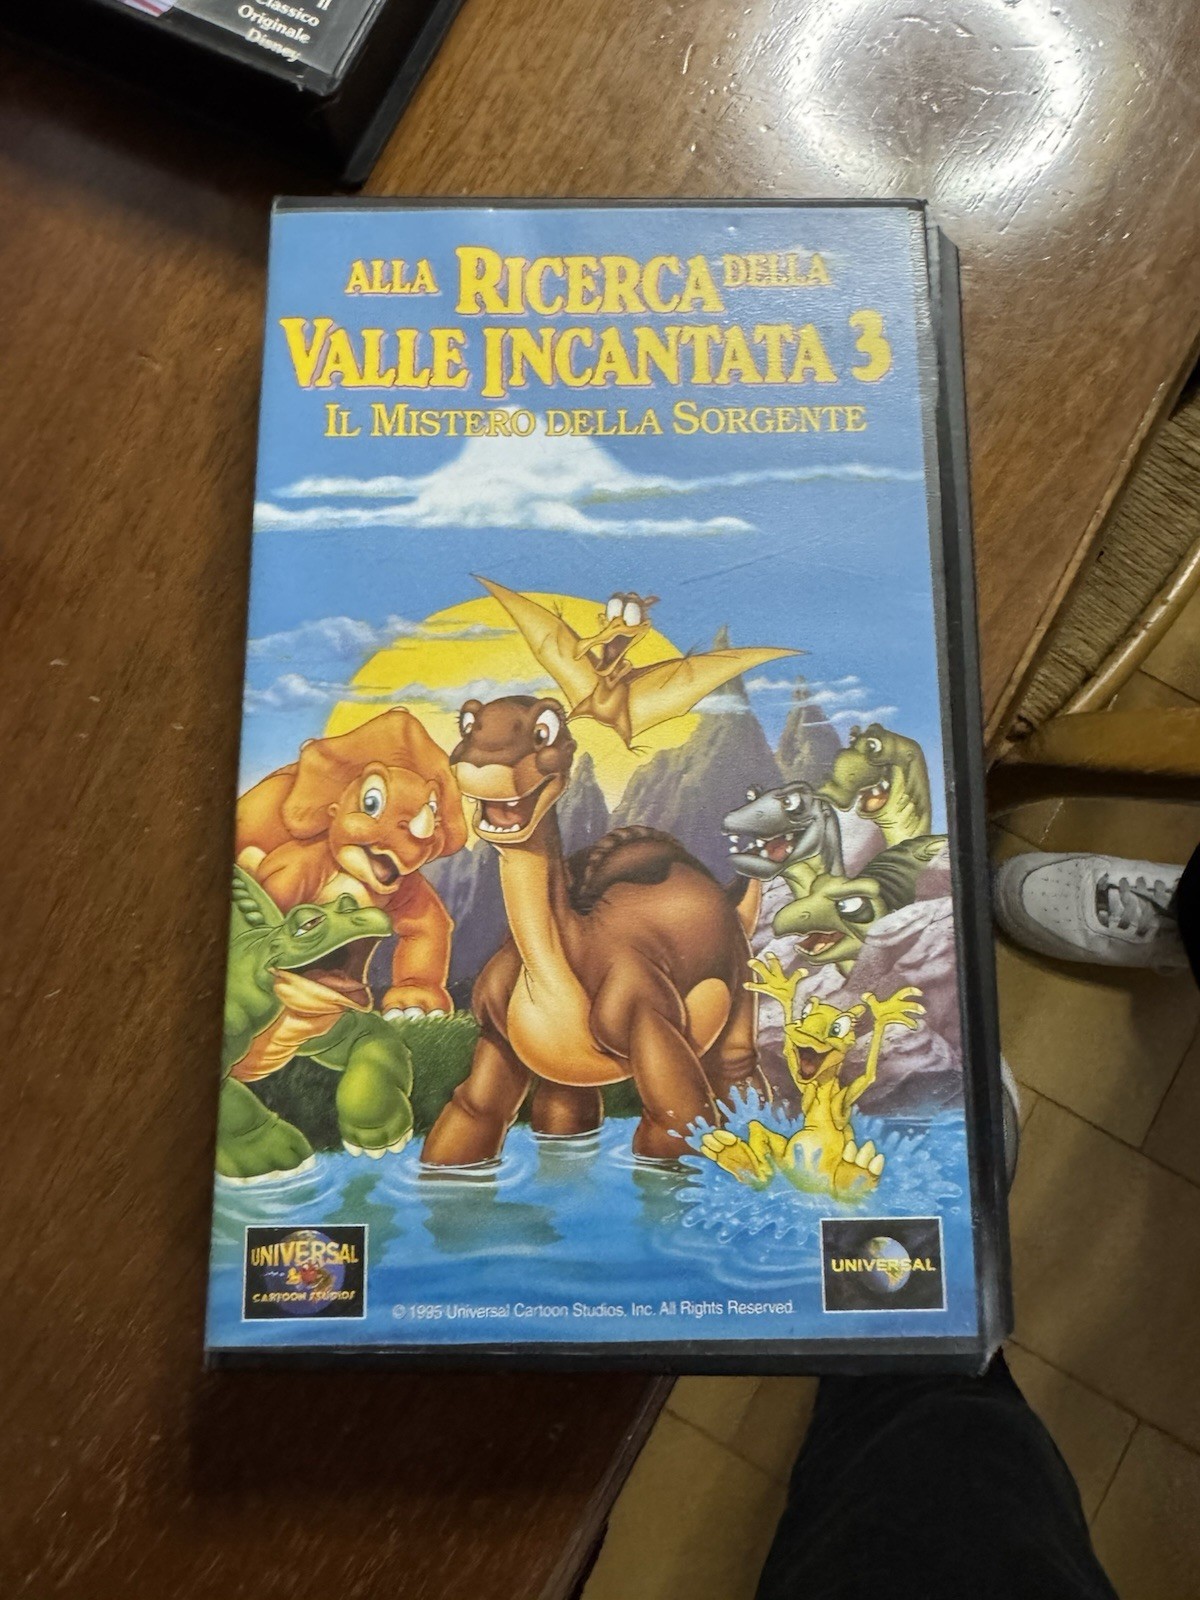 Il
Classico
Originale
Disney
ALLA RICERCA DELLA
VALLE INCANTATA 3
IL MISTERO DELLA SORGENTE
UNIVERSAL
CARTOON STUDIOS
© 1995 Universal Cartoon Studios, Inc. All Rights Reserved.
UNIVERSAL